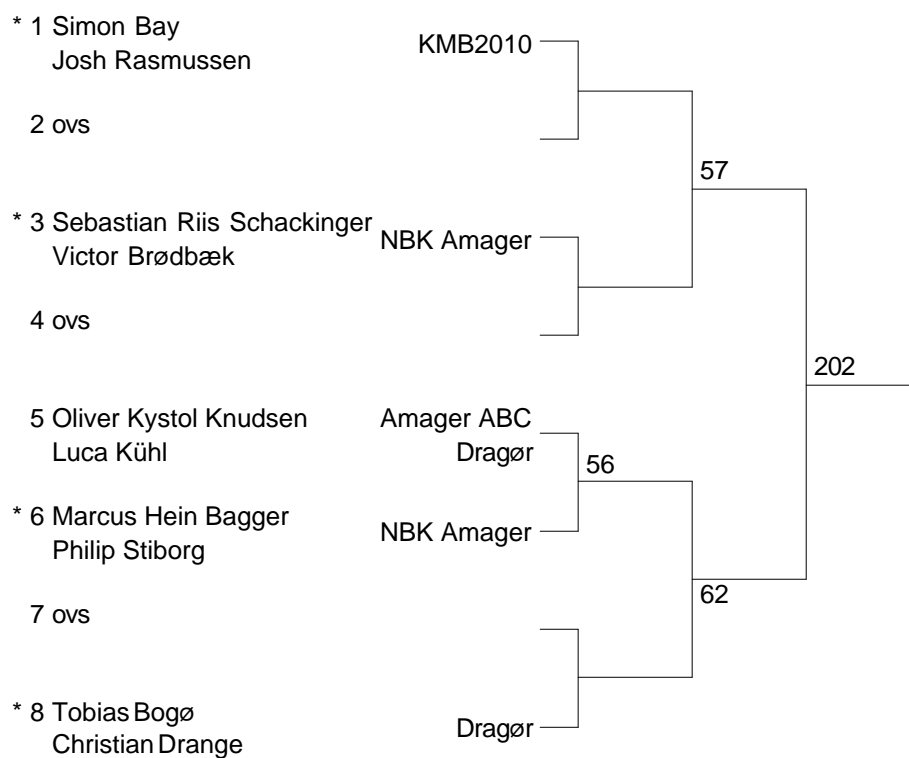 * 1 Simon Bay KMB2010
Josh Rasmussen
2 ovs
57
* 3 Sebastian Riis Schackinger NBK Amager
Victor Brødbæk
4 ovs
202
5 Oliver Kystol Knudsen Amager ABC
Luca Kühl Dragør
56
* 6 Marcus Hein Bagger NBK Amager
Philip Stiborg
62
7 ovs
* 8 Tobias Bogø Dragør
Christian Drange